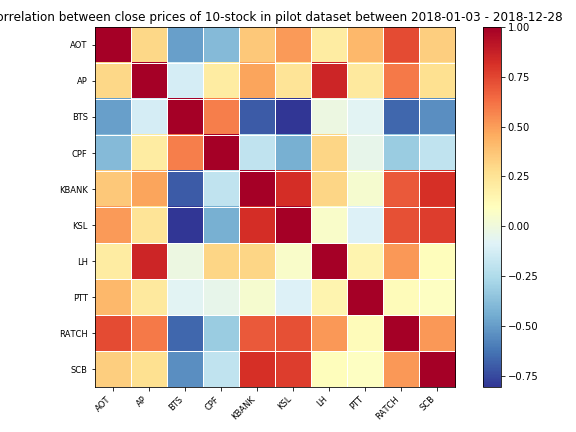 orrelation between close prices of 10-stock in pilot dataset between 2018-01-03 - 2018-12-28
AOT
AP
BTS
CPF
KBANK
KSL
LH
PTT
RATCH
SCB
AOT AP BTS CPF KBANK KSL LH PTT RATCH SCB
1.00
0.75
0.50
0.25
0.00
−0.25
−0.50
−0.75